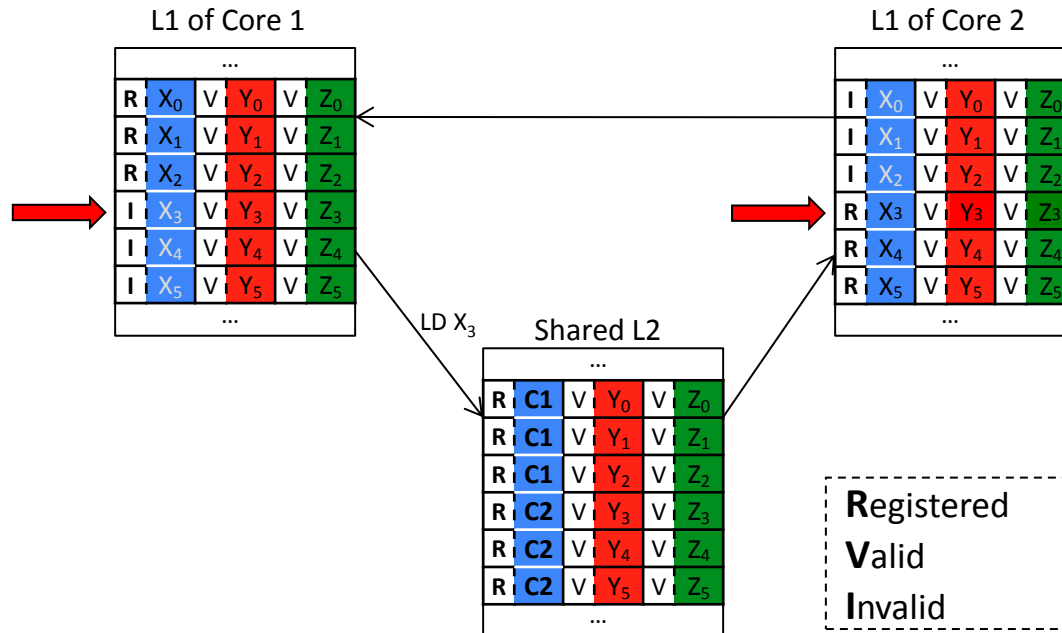 L1 of Core 1
...
R X₀ V Y₀ V Z₀
R X₁ V Y₁ V Z₁
R X₂ V Y₂ V Z₂
I X₃ V Y₃ V Z₃
I X₄ V Y₄ V Z₄
I X₅ V Y₅ V Z₅
...
L1 of Core 2
...
I X₀ V Y₀ V Z₀
I X₁ V Y₁ V Z₁
I X₂ V Y₂ V Z₂
R X₃ V Y₃ V Z₃
R X₄ V Y₄ V Z₄
R X₅ V Y₅ V Z₅
...
LD X₃
Shared L2
...
R C1 V Y₀ V Z₀
R C1 V Y₁ V Z₁
R C1 V Y₂ V Z₂
R C2 V Y₃ V Z₃
R C2 V Y₄ V Z₄
R C2 V Y₅ V Z₅
...
Registered
Valid
Invalid